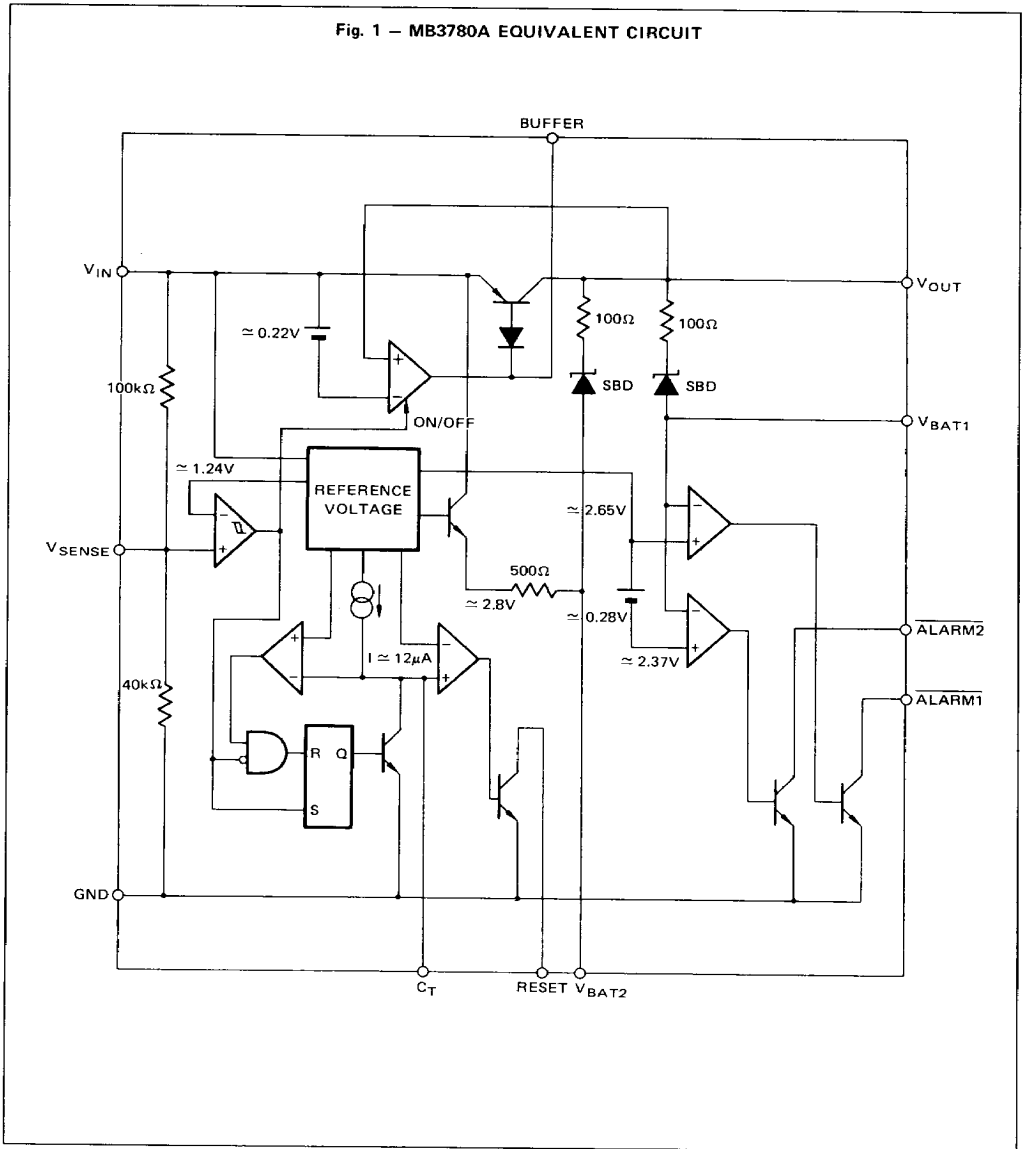 Fig. 1 – MB3780A EQUIVALENT CIRCUIT
BUFFER
VIN
VOUT
≃ 0.22V
100Ω
100Ω
+
−
SBD
SBD
100kΩ
ON/OFF
VBAT1
≃ 1.24V
REFERENCE
VOLTAGE
−
+
≃ 2.65V
−
+
VSENSE
500Ω
≃ 2.8V
≃ 0.28V
−
+
ALARM2
+
−
I ≃ 12μA
−
+
≃ 2.37V
40kΩ
ALARM1
R Q
S
GND
CT
RESET VBAT2